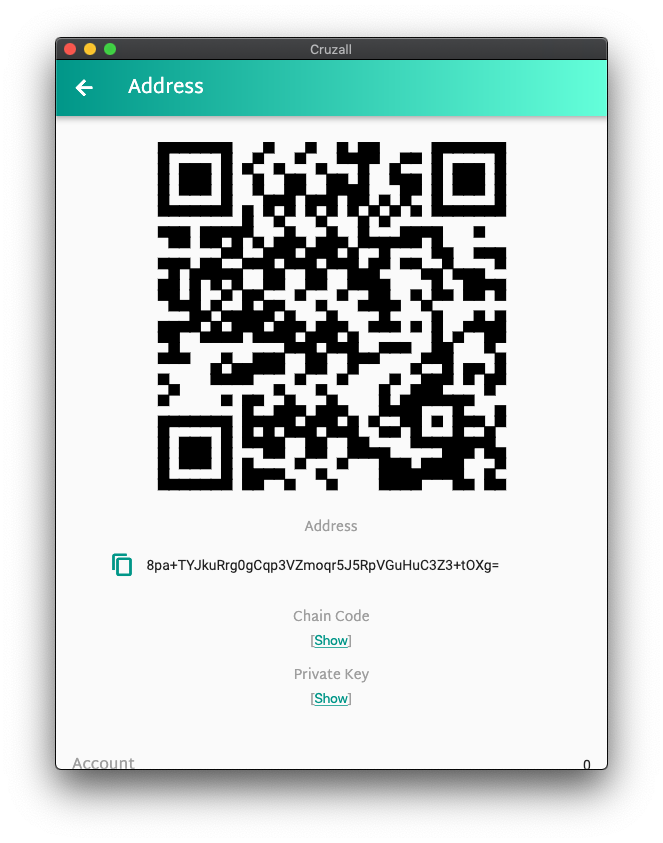 Cruzall
Address
Address
8pa+TYJkuRrg0gCqp3VZmoqr5J5RpVGuHuC3Z3+tOXg=
Chain Code
[Show]
Private Key
[Show]
Account 0